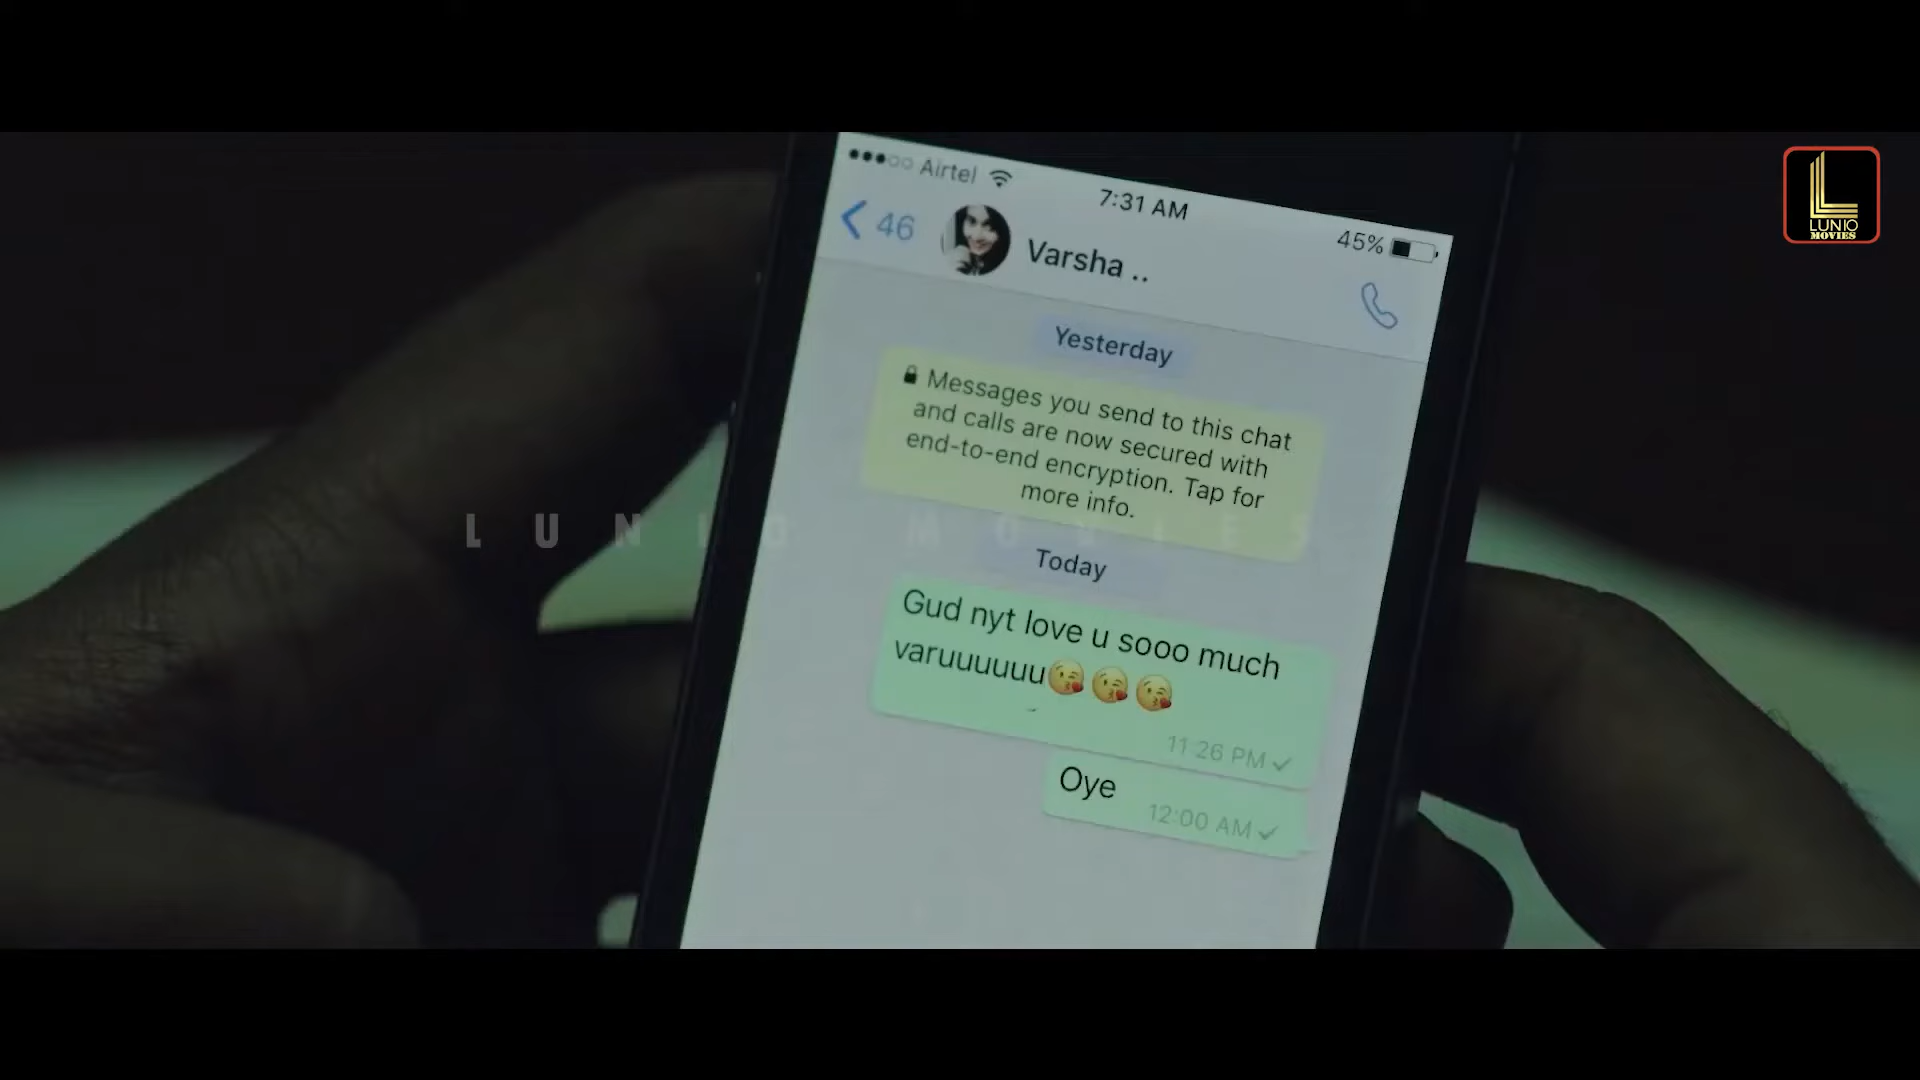 Airtel
7:31 AM
45%
46
Varsha ..
LUNIO
MOVIES
Yesterday
Messages you send to this chat
and calls are now secured with
end-to-end encryption. Tap for
more info.
LUNIO MOVIES
Today
Gud nyt love u sooo much
varuuuuuu😘😘😘
11:26 PM
Oye
12:00 AM